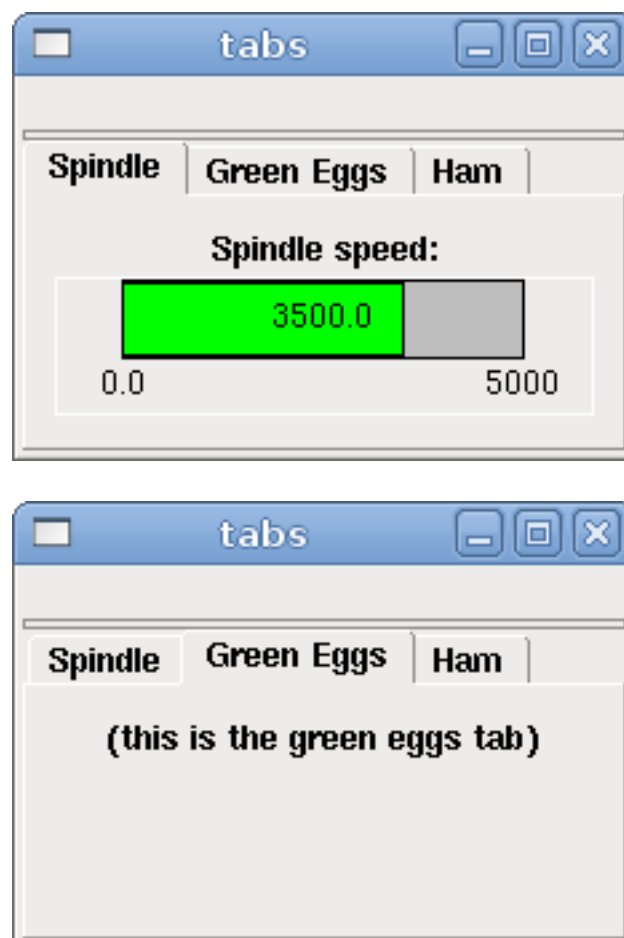 tabs
Spindle Green Eggs Ham
Spindle speed:
3500.0
0.0 5000
tabs
Spindle Green Eggs Ham
(this is the green eggs tab)